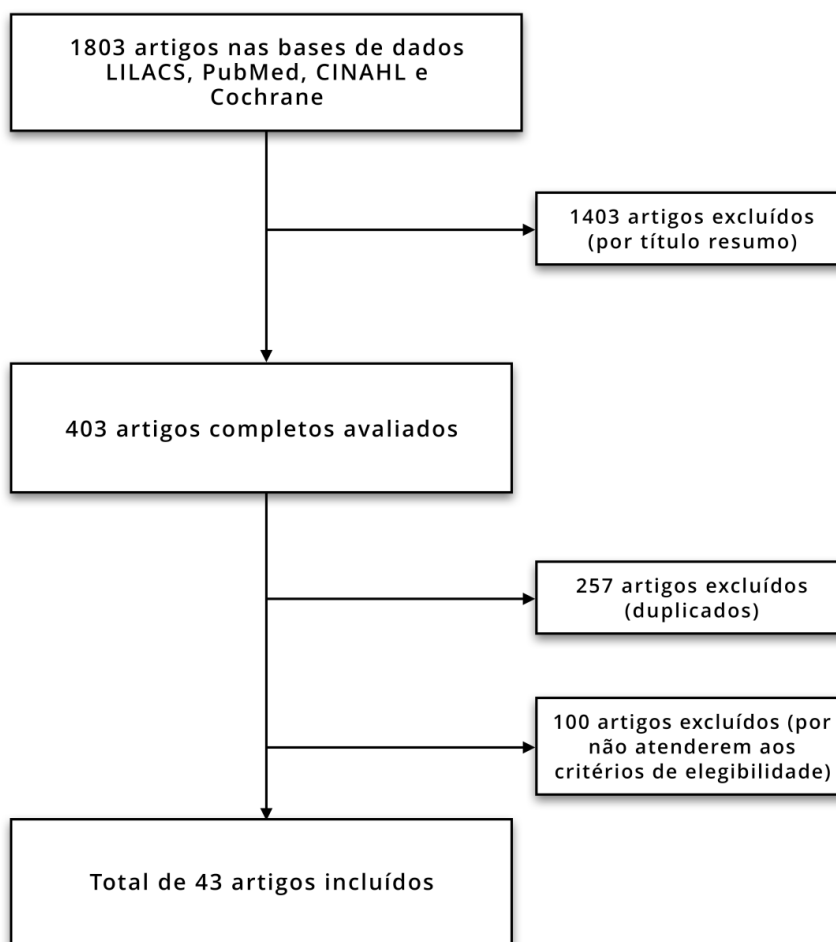 1803 artigos nas bases de dados
LILACS, PubMed, CINAHL e
Cochrane
1403 artigos excluídos
(por título resumo)
403 artigos completos avaliados
257 artigos excluídos
(duplicados)
100 artigos excluídos (por
não atenderem aos
critérios de elegibilidade)
Total de 43 artigos incluídos